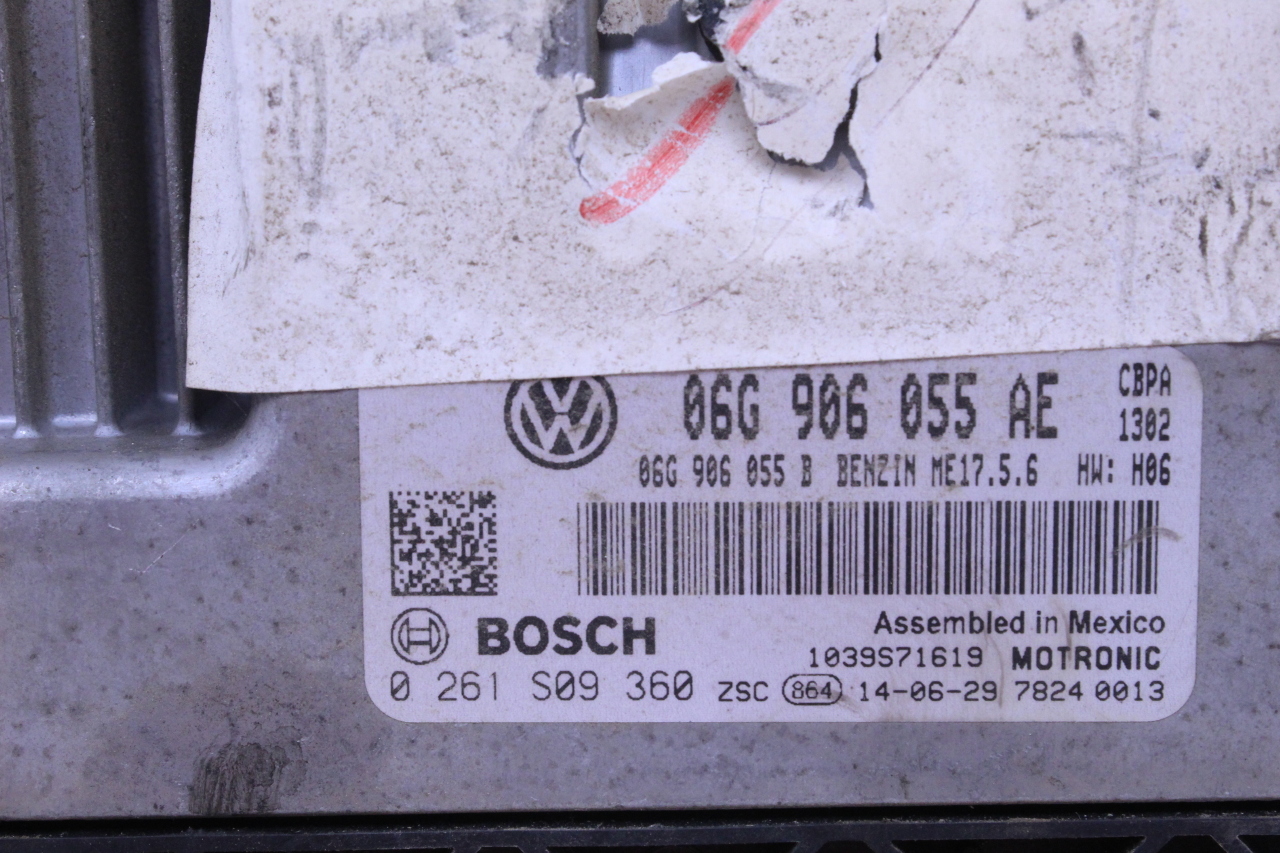 06G 906 055 AE CBPA
1302
06G 906 055 B BENZIN ME17.5.6 HW: H06
BOSCH
Assembled in Mexico
1039S71619 MOTRONIC
0 261 S09 360 ZSC 864 14-06-29 7824 0013